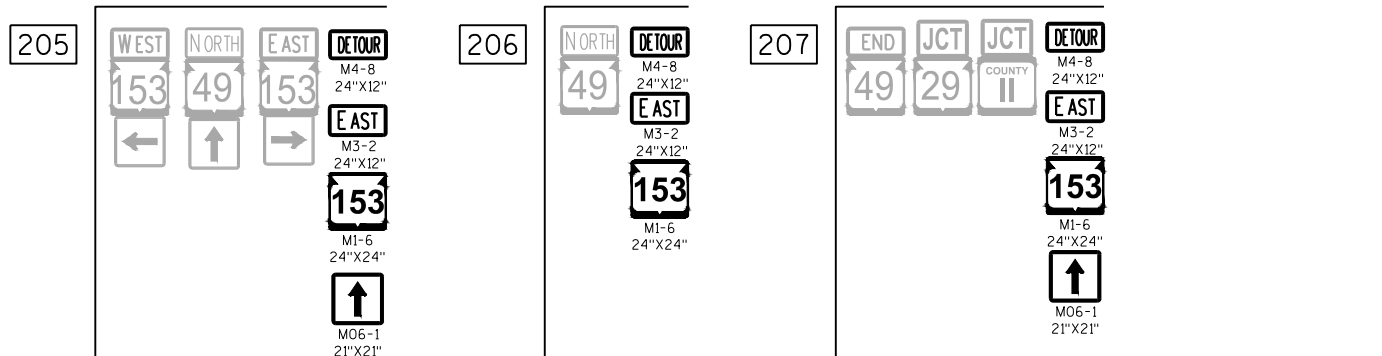 205
WEST
NORTH
EAST
153
49
153
DETOUR
M4-8
24"X12"
EAST
M3-2
24"X12"
153
M1-6
24"X24"
M06-1
21"X21"
206
NORTH
49
DETOUR
M4-8
24"X12"
EAST
M3-2
24"X12"
153
M1-6
24"X24"
207
END
JCT
JCT
49
29
COUNTY
II
DETOUR
M4-8
24"X12"
EAST
M3-2
24"X12"
153
M1-6
24"X24"
M06-1
21"X21"